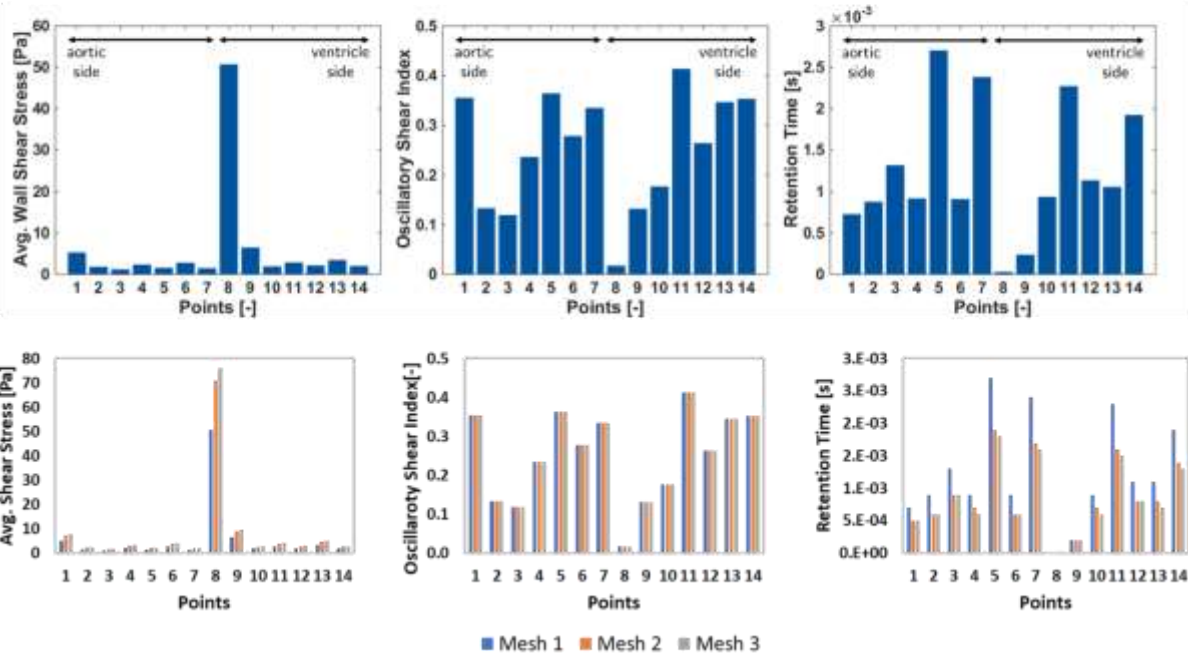 Avg. Wall Shear Stress [Pa]
60
50
40
30
20
10
0
aortic
side
ventricle
side
1 2 3 4 5 6 7 8 9 10 11 12 13 14
Points [-]
Oscillatory Shear Index
0.5
0.4
0.3
0.2
0.1
0
aortic
side
ventricle
side
1 2 3 4 5 6 7 8 9 10 11 12 13 14
Points [-]
Retention Time [s]
×10⁻³
3
2.5
2
1.5
1
0.5
0
aortic
side
ventricle
side
1 2 3 4 5 6 7 8 9 10 11 12 13 14
Points [-]
Avg. Shear Stress [Pa]
80
70
60
50
40
30
20
10
0
1 2 3 4 5 6 7 8 9 10 11 12 13 14
Points
Oscillaroty Shear Index[-]
0.5
0.4
0.3
0.2
0.1
0.0
1 2 3 4 5 6 7 8 9 10 11 12 13 14
Points
Retention Time [s]
3.E-03
3.E-03
2.E-03
2.E-03
1.E-03
5.E-04
0.E+00
1 2 3 4 5 6 7 8 9 10 11 12 13 14
Points
Mesh 1 Mesh 2 Mesh 3